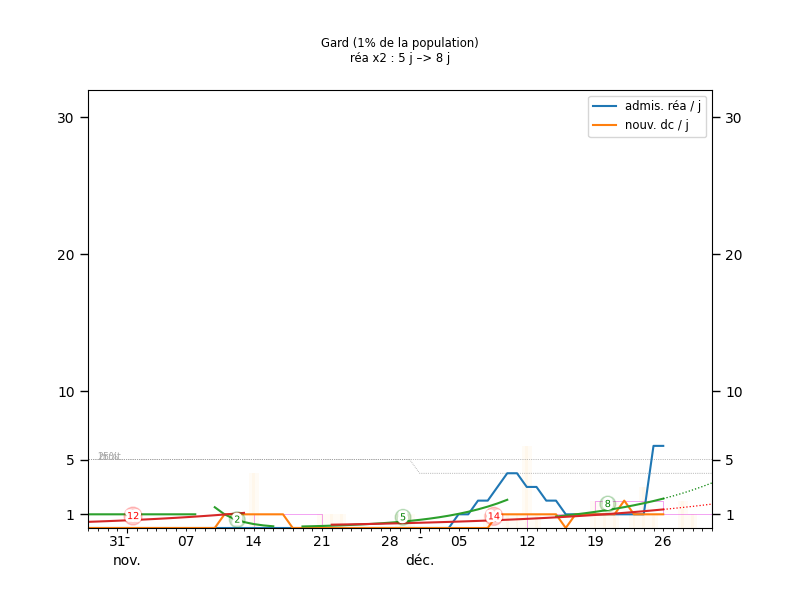 Gard (1% de la population)
réa x2 : 5 j –> 8 j
admis. réa / j
nouv. dc / j
30 30
20 20
10 10
5 5
1 1
12 2 5 14 8
31 07 14 21 28 05 12 19 26
nov. déc.